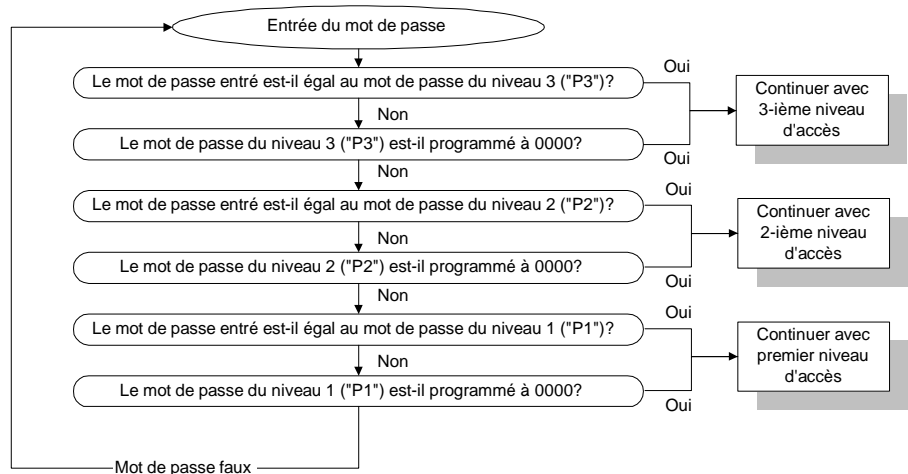 Entrée du mot de passe
Le mot de passe entré est-il égal au mot de passe du niveau 3 ("P3")?
Oui
Continuer avec
3-ième niveau
d'accès
Non
Le mot de passe du niveau 3 ("P3") est-il programmé à 0000?
Oui
Non
Le mot de passe entré est-il égal au mot de passe du niveau 2 ("P2")?
Oui
Continuer avec
2-ième niveau
d'accès
Non
Le mot de passe du niveau 2 ("P2") est-il programmé à 0000?
Oui
Non
Le mot de passe entré est-il égal au mot de passe du niveau 1 ("P1")?
Oui
Continuer avec
premier niveau
d'accès
Non
Le mot de passe du niveau 1 ("P1") est-il programmé à 0000?
Oui
Mot de passe faux